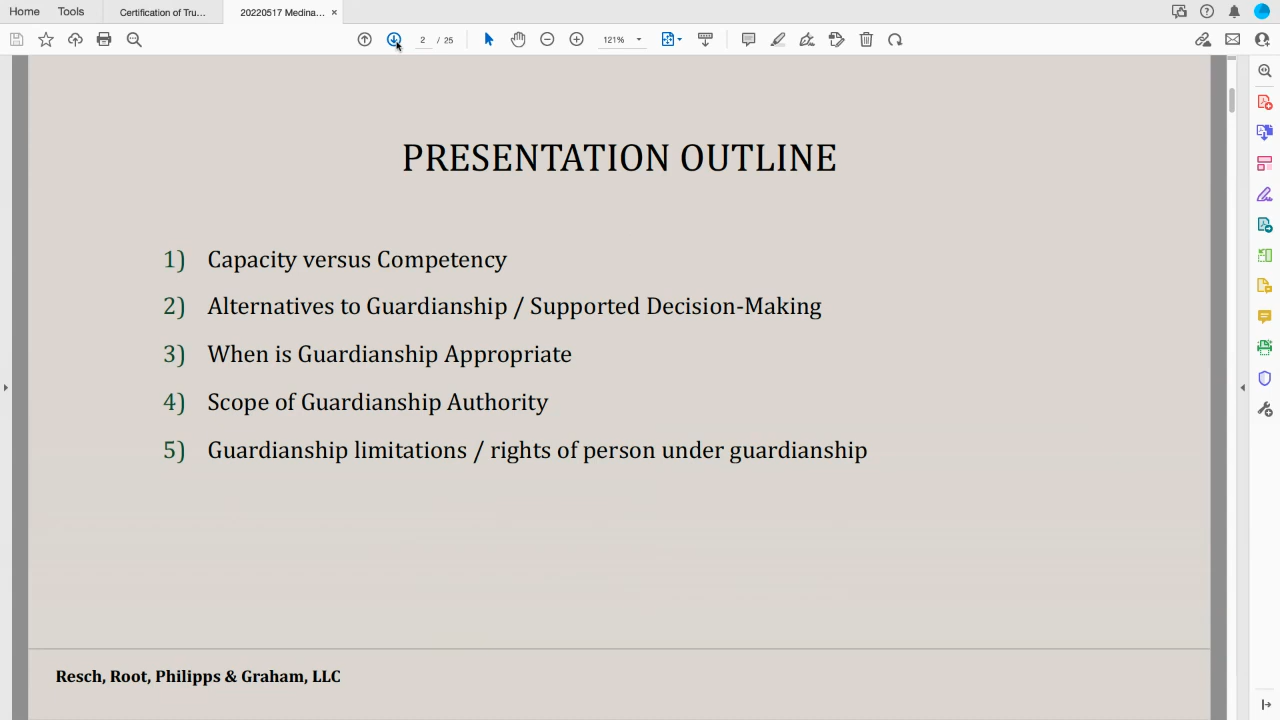 Home Tools Certification of Tru... 20220517 Medina... ×
2 / 25 121%
PRESENTATION OUTLINE
1) Capacity versus Competency
2) Alternatives to Guardianship / Supported Decision-Making
3) When is Guardianship Appropriate
4) Scope of Guardianship Authority
5) Guardianship limitations / rights of person under guardianship
Resch, Root, Philipps & Graham, LLC